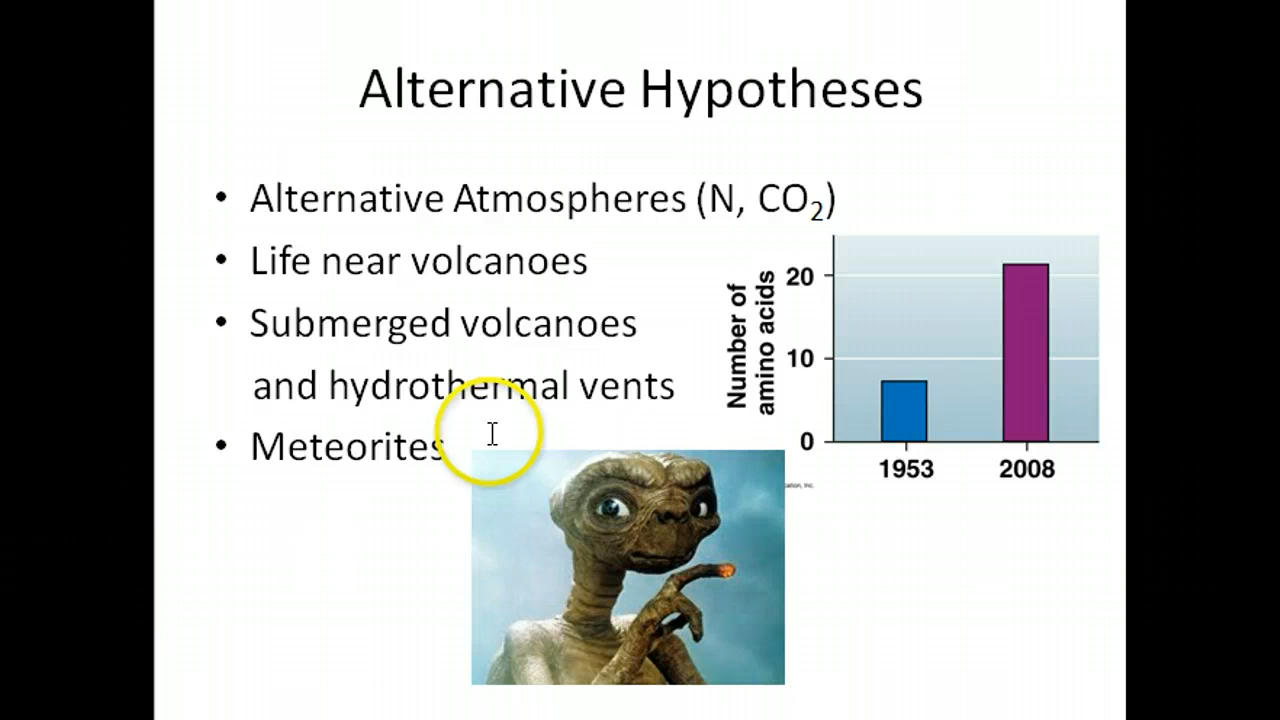 Alternative Hypotheses
• Alternative Atmospheres (N, CO₂)
• Life near volcanoes
• Submerged volcanoes
and hydrothermal vents
• Meteorites
Number of
amino acids
20
10
0
1953
2008